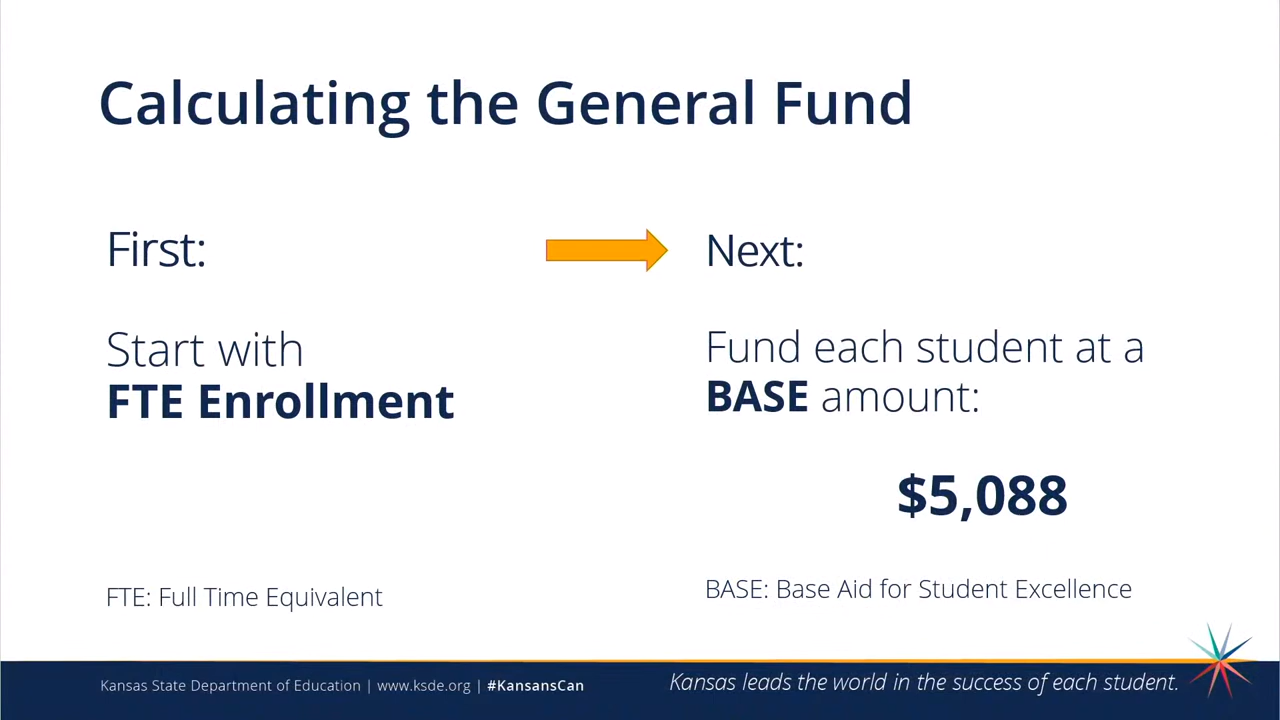 Calculating the General Fund
First:
Start with
FTE Enrollment
FTE: Full Time Equivalent
Next:
Fund each student at a
BASE amount:
$5,088
BASE: Base Aid for Student Excellence
Kansas State Department of Education | www.ksde.org | #KansansCan
Kansas leads the world in the success of each student.